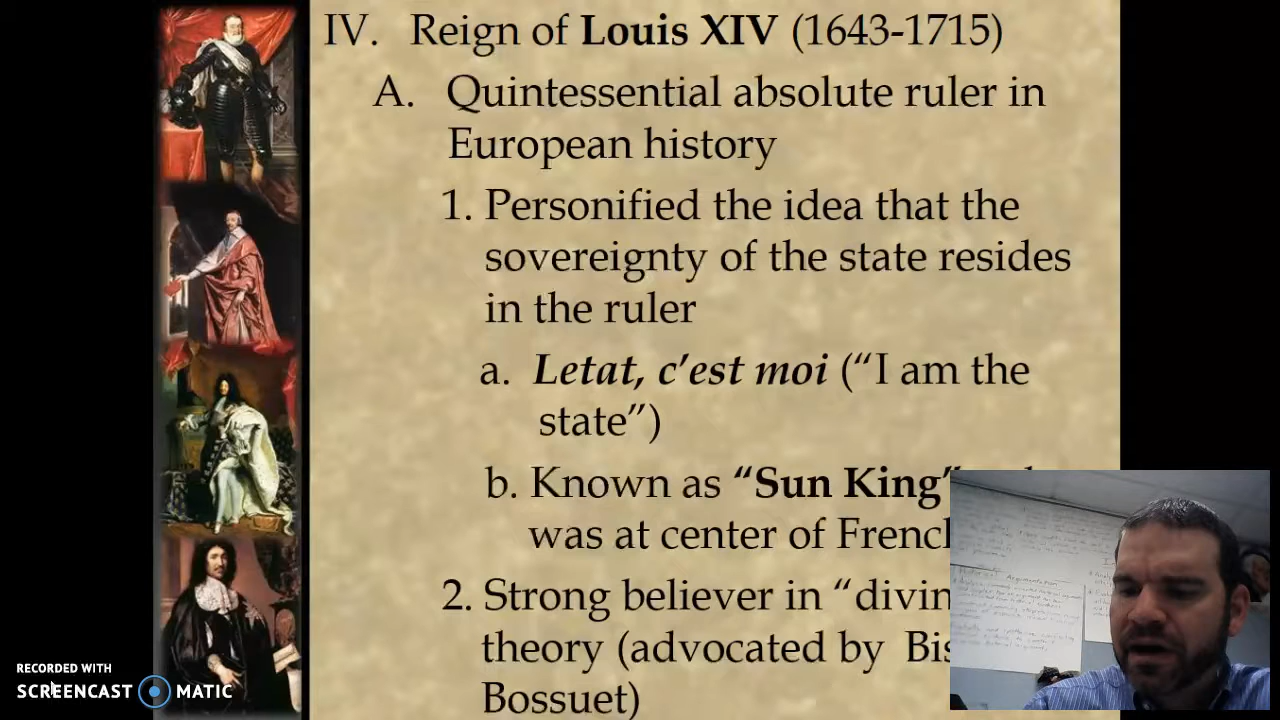 IV. Reign of Louis XIV (1643-1715)
A. Quintessential absolute ruler in
European history
1. Personified the idea that the
sovereignty of the state resides
in the ruler
a. Letat, c'est moi ("I am the
state")
b. Known as "Sun King"
was at center of French
2. Strong believer in "divin
theory (advocated by Bis
Bossuet)
RECORDED WITH
SCREENCAST MATIC